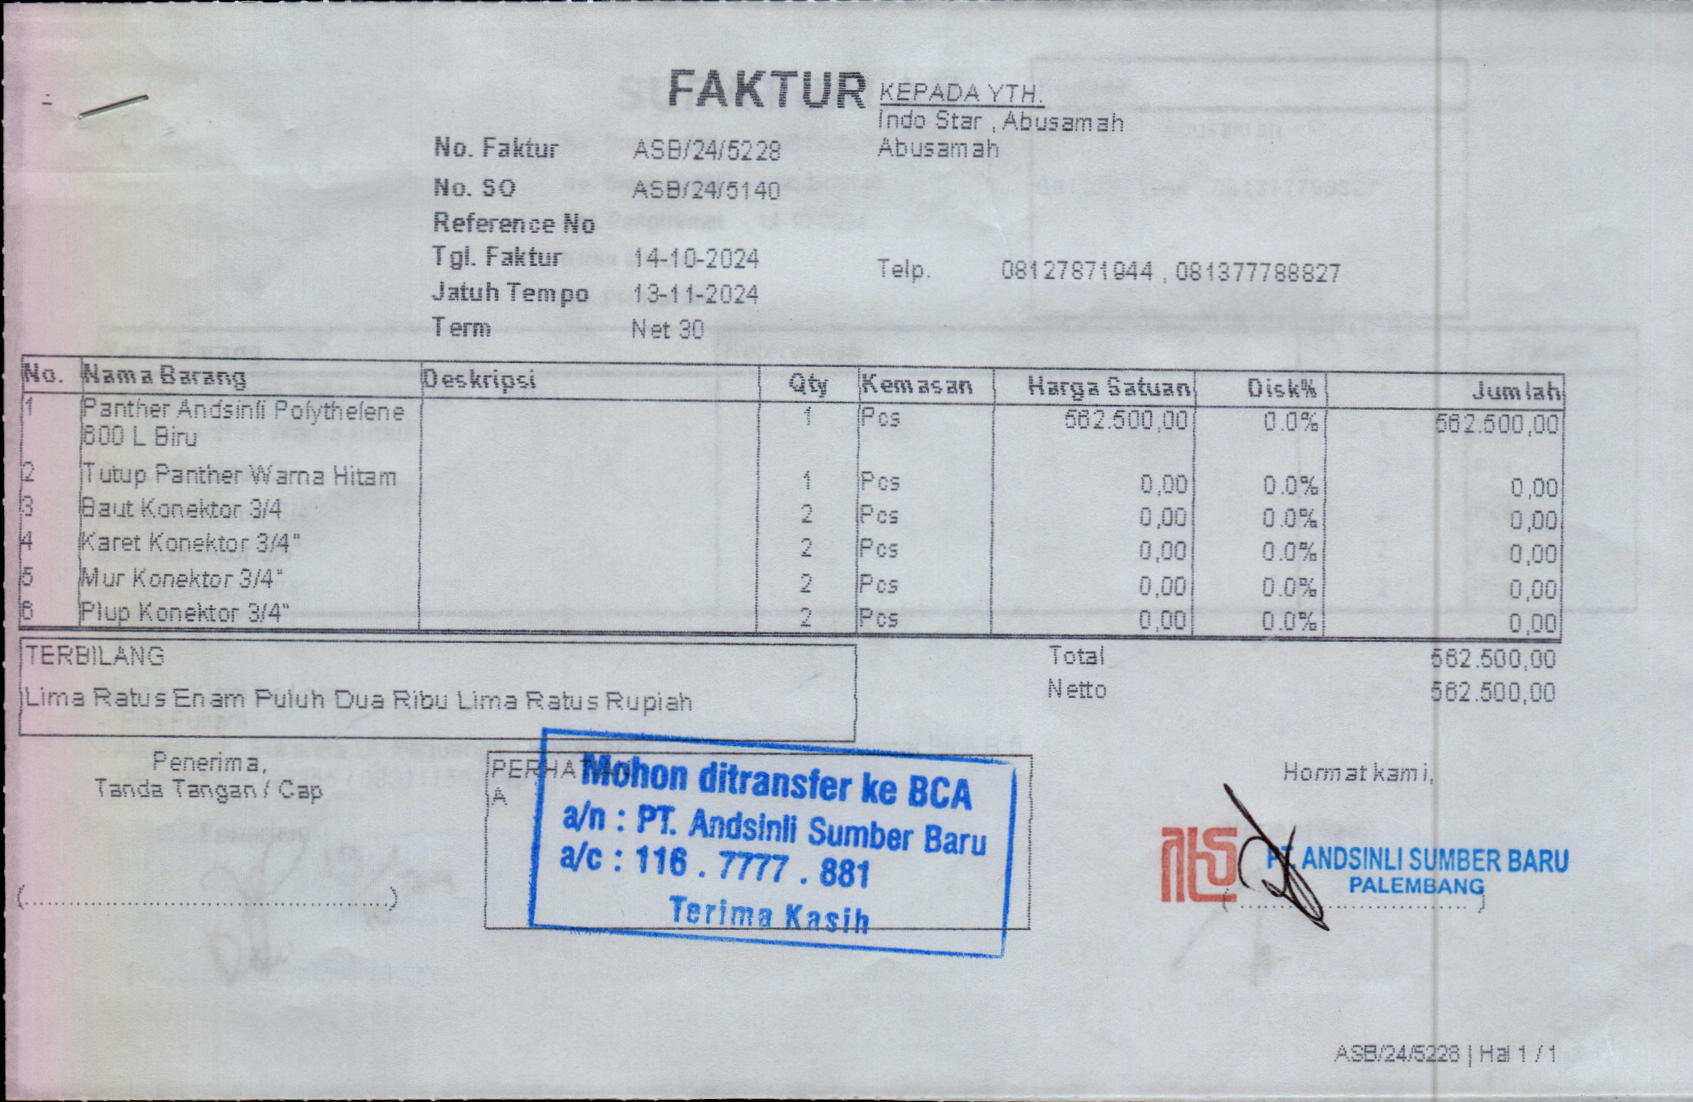 FAKTUR
KEPADA YTH.
Indo Star , Abusamah
Abusamah
No. Faktur ASB/24/5228
No. SO ASB/24/5140
Reference No
Tgl. Faktur 14-10-2024
Jatuh Tempo 13-11-2024
Term Net 30
Telp. 08127871944 , 081377788827
No. Nama Barang Deskripsi Qty Kemasan Harga Satuan Disk% Jumlah
1 Panther Andsinli Polythelene 1 Pcs 562.500,00 0.0% 562.500,00
600 L Biru
2 Tutup Panther Warna Hitam 1 Pcs 0,00 0.0% 0,00
3 Baut Konektor 3/4 2 Pcs 0,00 0.0% 0,00
4 Karet Konektor 3/4" 2 Pcs 0,00 0.0% 0,00
5 Mur Konektor 3/4" 2 Pcs 0,00 0.0% 0,00
6 Plup Konektor 3/4" 2 Pcs 0,00 0.0% 0,00
TERBILANG
Lima Ratus Enam Puluh Dua Ribu Lima Ratus Rupiah
Total 562.500,00
Netto 562.500,00
Penerima,
Tanda Tangan / Cap
(......................................)
PERHATIAN
A
Mohon ditransfer ke BCA
a/n : PT. Andsinli Sumber Baru
a/c : 116 . 7777 . 881
Terima Kasih
Hormat kami,
PT. ANDSINLI SUMBER BARU
PALEMBANG
(..........................)
ASB/24/5228 | Hal 1 / 1